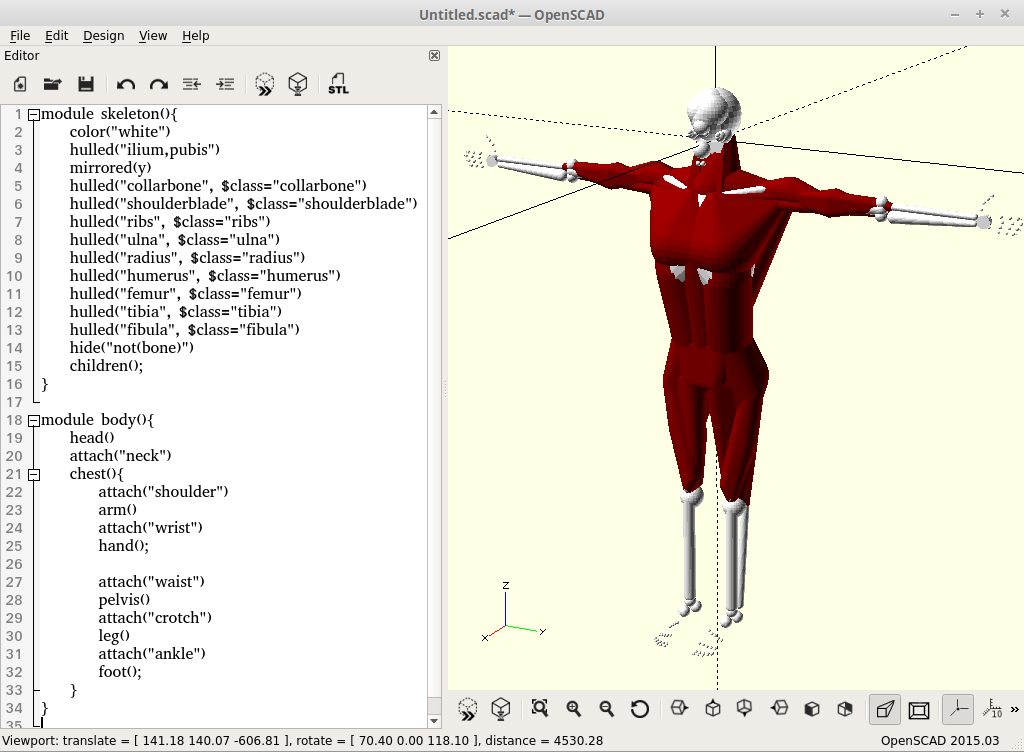 Untitled.scad* — OpenSCAD
File Edit Design View Help
Editor
STL
1 module skeleton(){
2 color("white")
3 hulled("ilium,pubis")
4 mirrored(y)
5 hulled("collarbone", $class="collarbone")
6 hulled("shoulderblade", $class="shoulderblade")
7 hulled("ribs", $class="ribs")
8 hulled("ulna", $class="ulna")
9 hulled("radius", $class="radius")
10 hulled("humerus", $class="humerus")
11 hulled("femur", $class="femur")
12 hulled("tibia", $class="tibia")
13 hulled("fibula", $class="fibula")
14 hide("not(bone)")
15 children();
16 }
17
18 module body(){
19 head()
20 attach("neck")
21 chest(){
22 attach("shoulder")
23 arm()
24 attach("wrist")
25 hand();
26
27 attach("waist")
28 pelvis()
29 attach("crotch")
30 leg()
31 attach("ankle")
32 foot();
33 }
34 }
35
z
x
y
10
»
Viewport: translate = [ 141.18 140.07 -606.81 ], rotate = [ 70.40 0.00 118.10 ], distance = 4530.28
OpenSCAD 2015.03